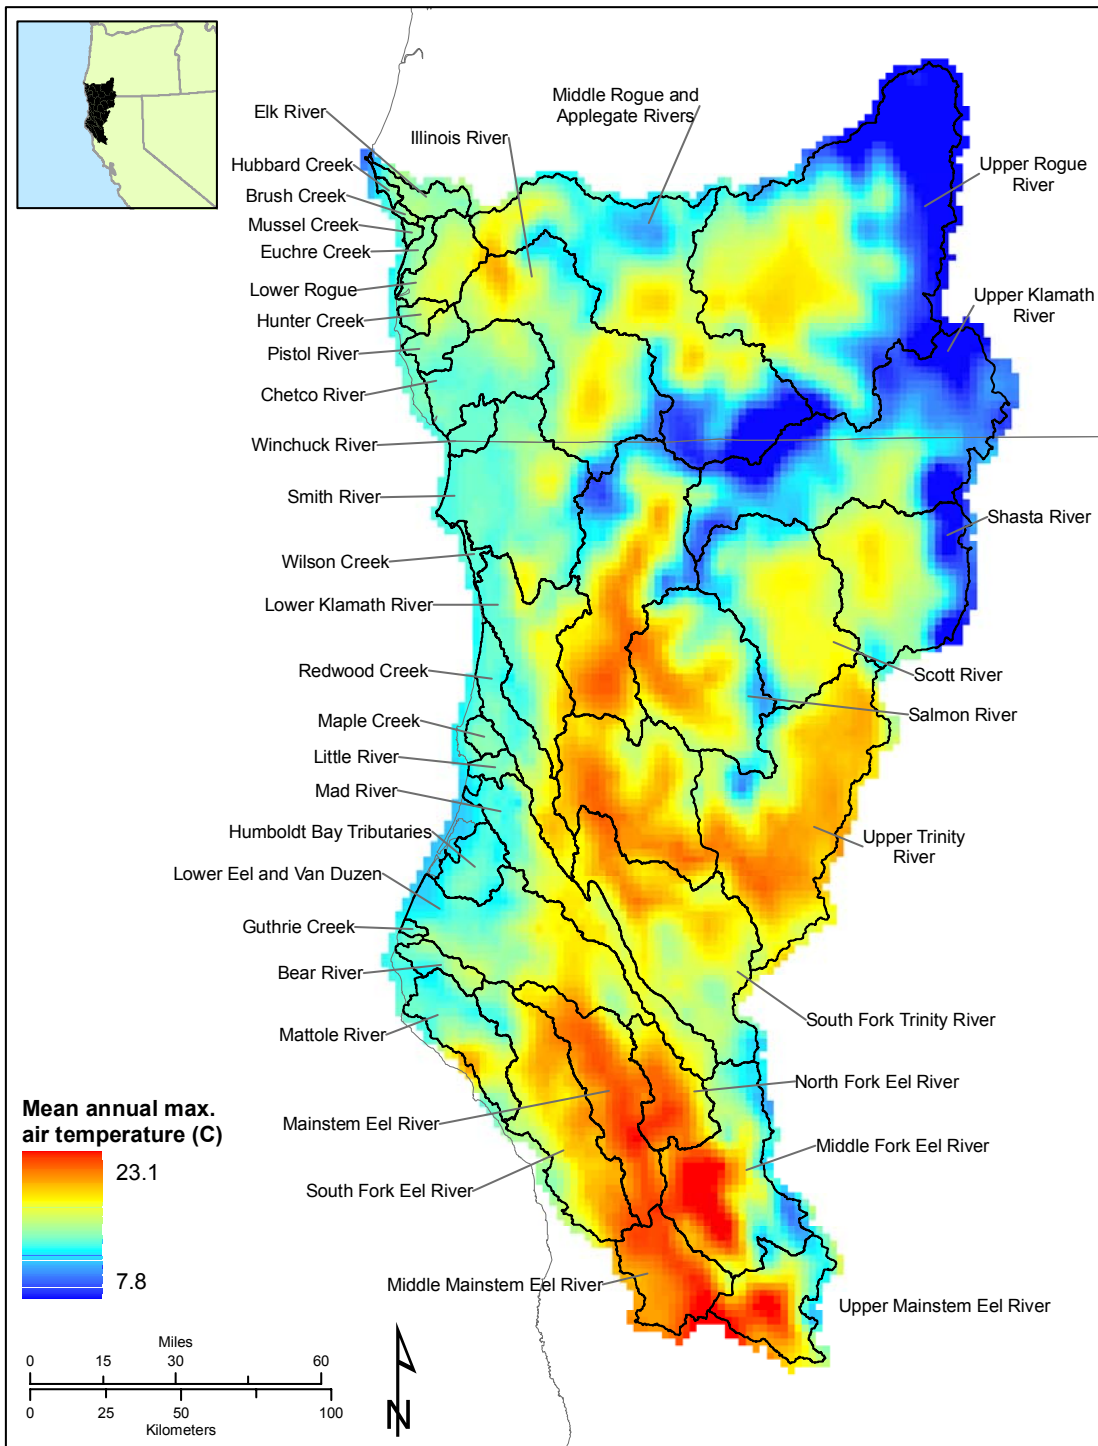 Elk River
Illinois River
Middle Rogue and
Applegate Rivers
Upper Rogue
River
Hubbard Creek
Brush Creek
Mussel Creek
Euchre Creek
Lower Rogue
Hunter Creek
Pistol River
Chetco River
Winchuck River
Smith River
Wilson Creek
Lower Klamath River
Redwood Creek
Maple Creek
Little River
Mad River
Humboldt Bay Tributaries
Lower Eel and Van Duzen
Guthrie Creek
Bear River
Mattole River
Mainstem Eel River
South Fork Eel River
Middle Mainstem Eel River
Upper Klamath
River
Shasta River
Scott River
Salmon River
Upper Trinity
River
South Fork Trinity River
North Fork Eel River
Middle Fork Eel River
Upper Mainstem Eel River
Mean annual max.
air temperature (C)
23.1
7.8
Miles
0 15 30 60
0 25 50 100
Kilometers
N